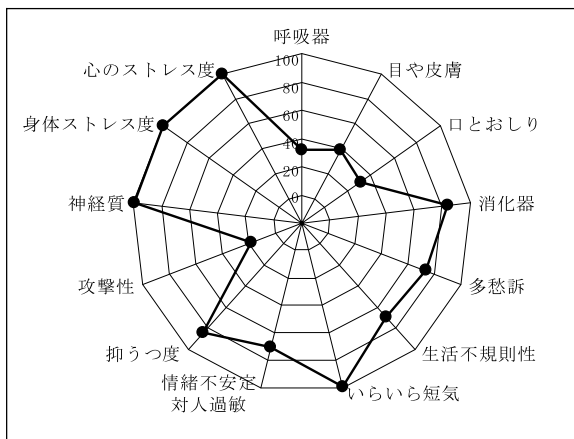 呼吸器
100
80
60
40
20
0
目や皮膚
口とおしり
消化器
多愁訴
生活不規則性
いらいら短気
情緒不安定
対人過敏
抑うつ度
攻撃性
神経質
身体ストレス度
心のストレス度